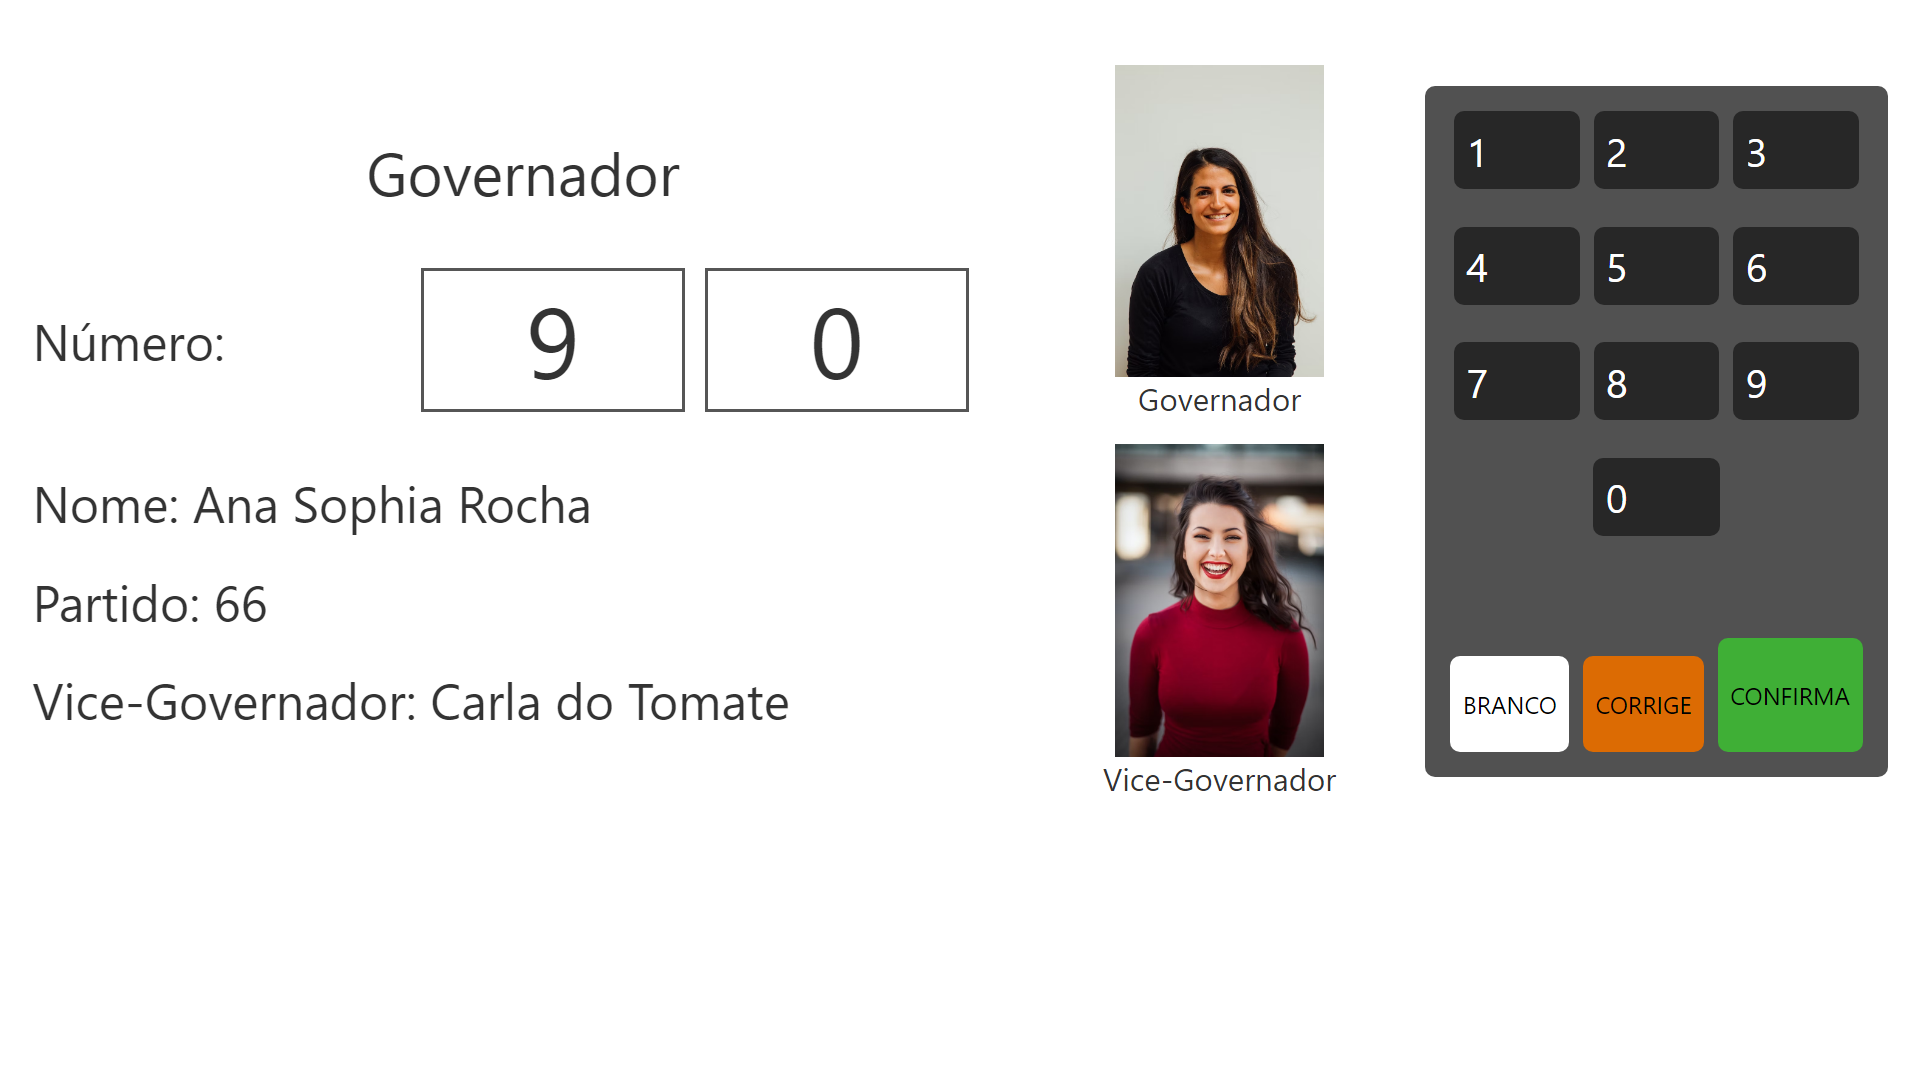 Governador
Número:
9 0
Nome: Ana Sophia Rocha
Partido: 66
Vice-Governador: Carla do Tomate
Governador
Vice-Governador
1 2 3
4 5 6
7 8 9
0
BRANCO CORRIGE CONFIRMA